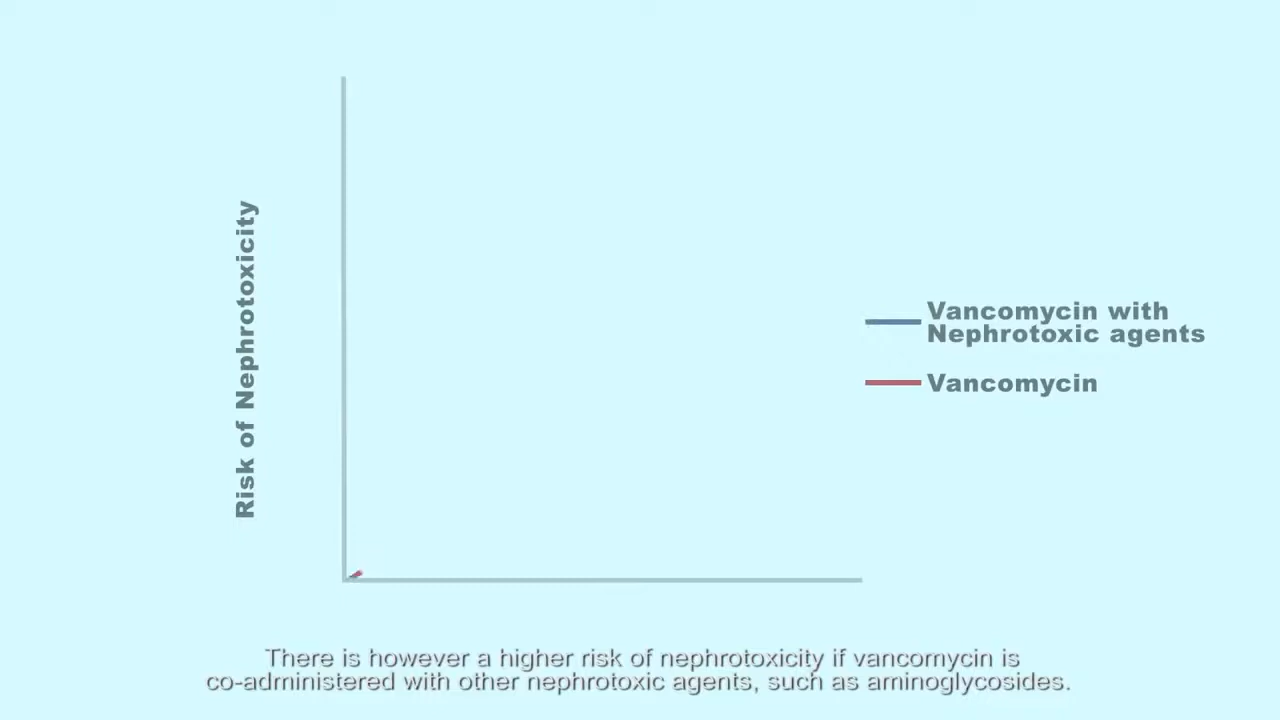 Risk of Nephrotoxicity
Vancomycin with
Nephrotoxic agents
Vancomycin
There is however a higher risk of nephrotoxicity if vancomycin is
co-administered with other nephrotoxic agents, such as aminoglycosides.